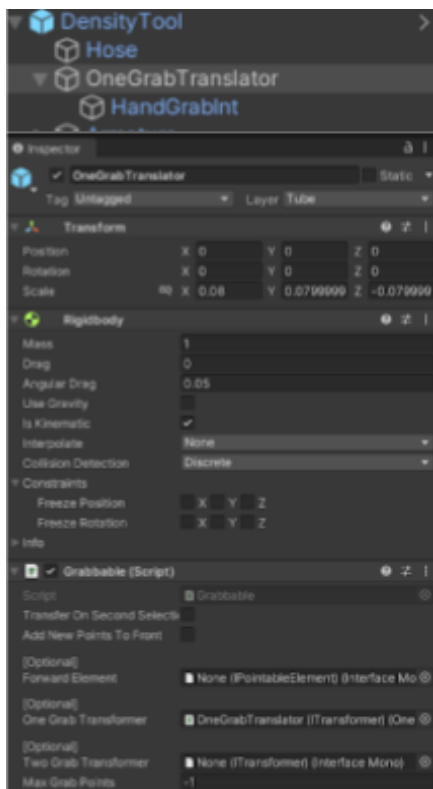 DensityTool
Hose
OneGrabTranslator
HandGrabInt
Inspector
OneGrabTranslator Static
Tag Untagged Layer Tube
Transform
Position X 0 Y 0 Z 0
Rotation X 0 Y 0 Z 0
Scale X 0.08 Y 0.0799999 Z -0.079999
Rigidbody
Mass 1
Drag 0
Angular Drag 0.05
Use Gravity
Is Kinematic
Interpolate None
Collision Detection Discrete
Constraints
Freeze Position X Y Z
Freeze Rotation X Y Z
Info
Grabbable (Script)
Script Grabbable
Transfer On Second Selecti
Add New Points To Front
[Optional]
Forward Element None (IPointableElement) (Interface Mo
[Optional]
One Grab Transformer OneGrabTranslator (ITransformer) (One
[Optional]
Two Grab Transformer None (ITransformer) (Interface Mono)
Max Grab Points -1